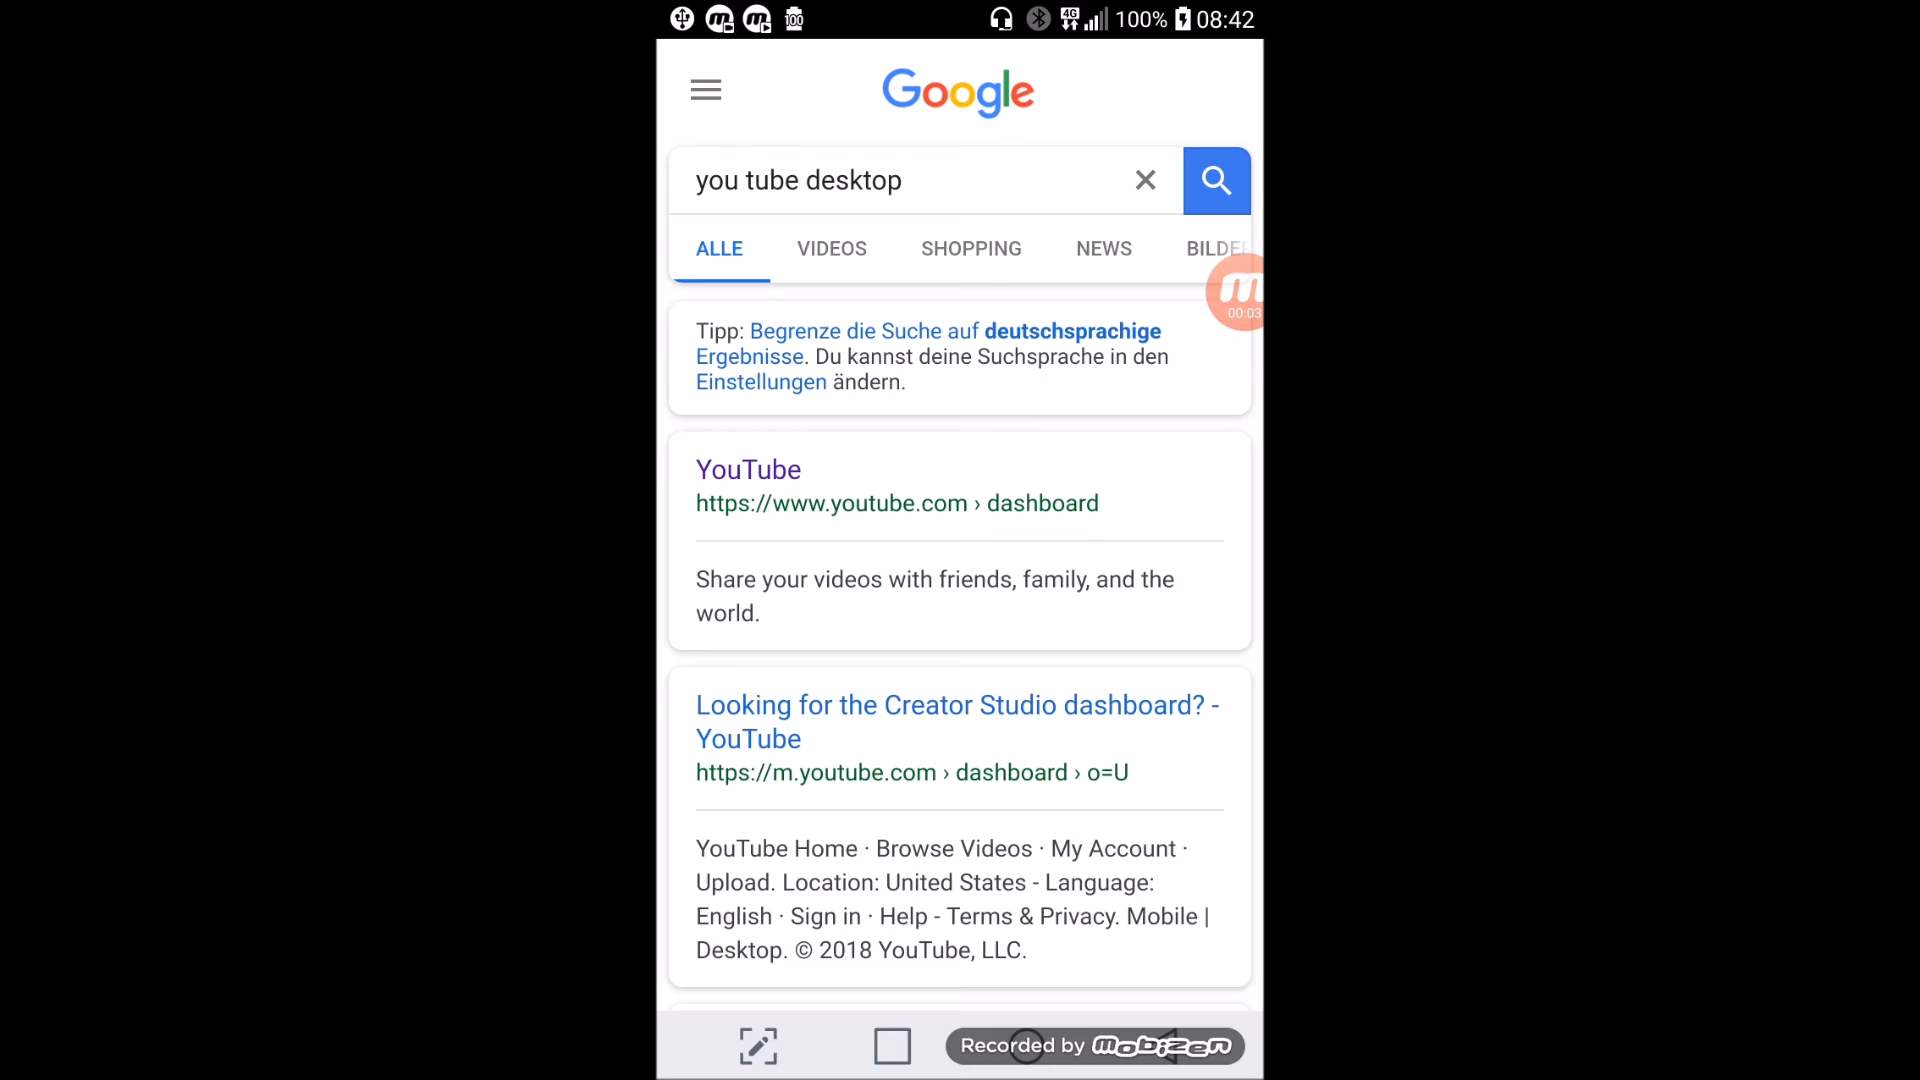 100 4G 100% 08:42
Google
you tube desktop
ALLE VIDEOS SHOPPING NEWS BILDE
00:03
Tipp: Begrenze die Suche auf deutschsprachige
Ergebnisse. Du kannst deine Suchsprache in den
Einstellungen ändern.
YouTube
https://www.youtube.com › dashboard
Share your videos with friends, family, and the
world.
Looking for the Creator Studio dashboard? -
YouTube
https://m.youtube.com › dashboard › o=U
YouTube Home · Browse Videos · My Account ·
Upload. Location: United States - Language:
English · Sign in · Help - Terms & Privacy. Mobile |
Desktop. © 2018 YouTube, LLC.
Recorded by mobizen